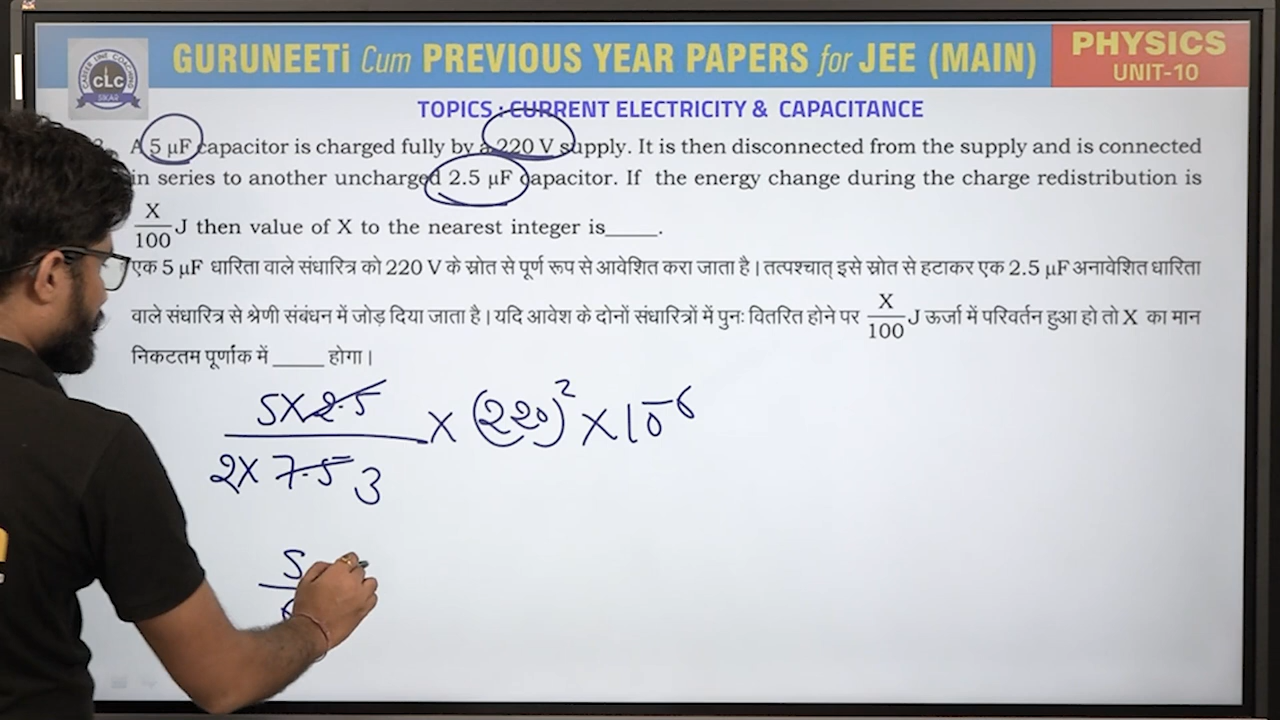 GURUNEETi Cum PREVIOUS YEAR PAPERS for JEE (MAIN)
PHYSICS
UNIT-10
CLC
SIKAR
TOPICS : CURRENT ELECTRICITY & CAPACITANCE
A 5 μF capacitor is charged fully by a 220 V supply. It is then disconnected from the supply and is connected
in series to another uncharged 2.5 μF capacitor. If the energy change during the charge redistribution is
X/100 J then value of X to the nearest integer is_____.
एक 5 μF धारिता वाले संधारित्र को 220 V के स्रोत से पूर्ण रूप से आवेशित करा जाता है। तत्पश्चात् इसे स्रोत से हटाकर एक 2.5 μF अनावेशित धारिता
वाले संधारित्र से श्रेणी संबंधन में जोड़ दिया जाता है। यदि आवेश के दोनों संधारित्रों में पुनः वितरित होने पर X/100 J ऊर्जा में परिवर्तन हुआ हो तो X का मान
निकटतम पूर्णांक में _____ होगा।
5×2.5
× (220)² × 10⁻⁶
2× 7.5 3
5